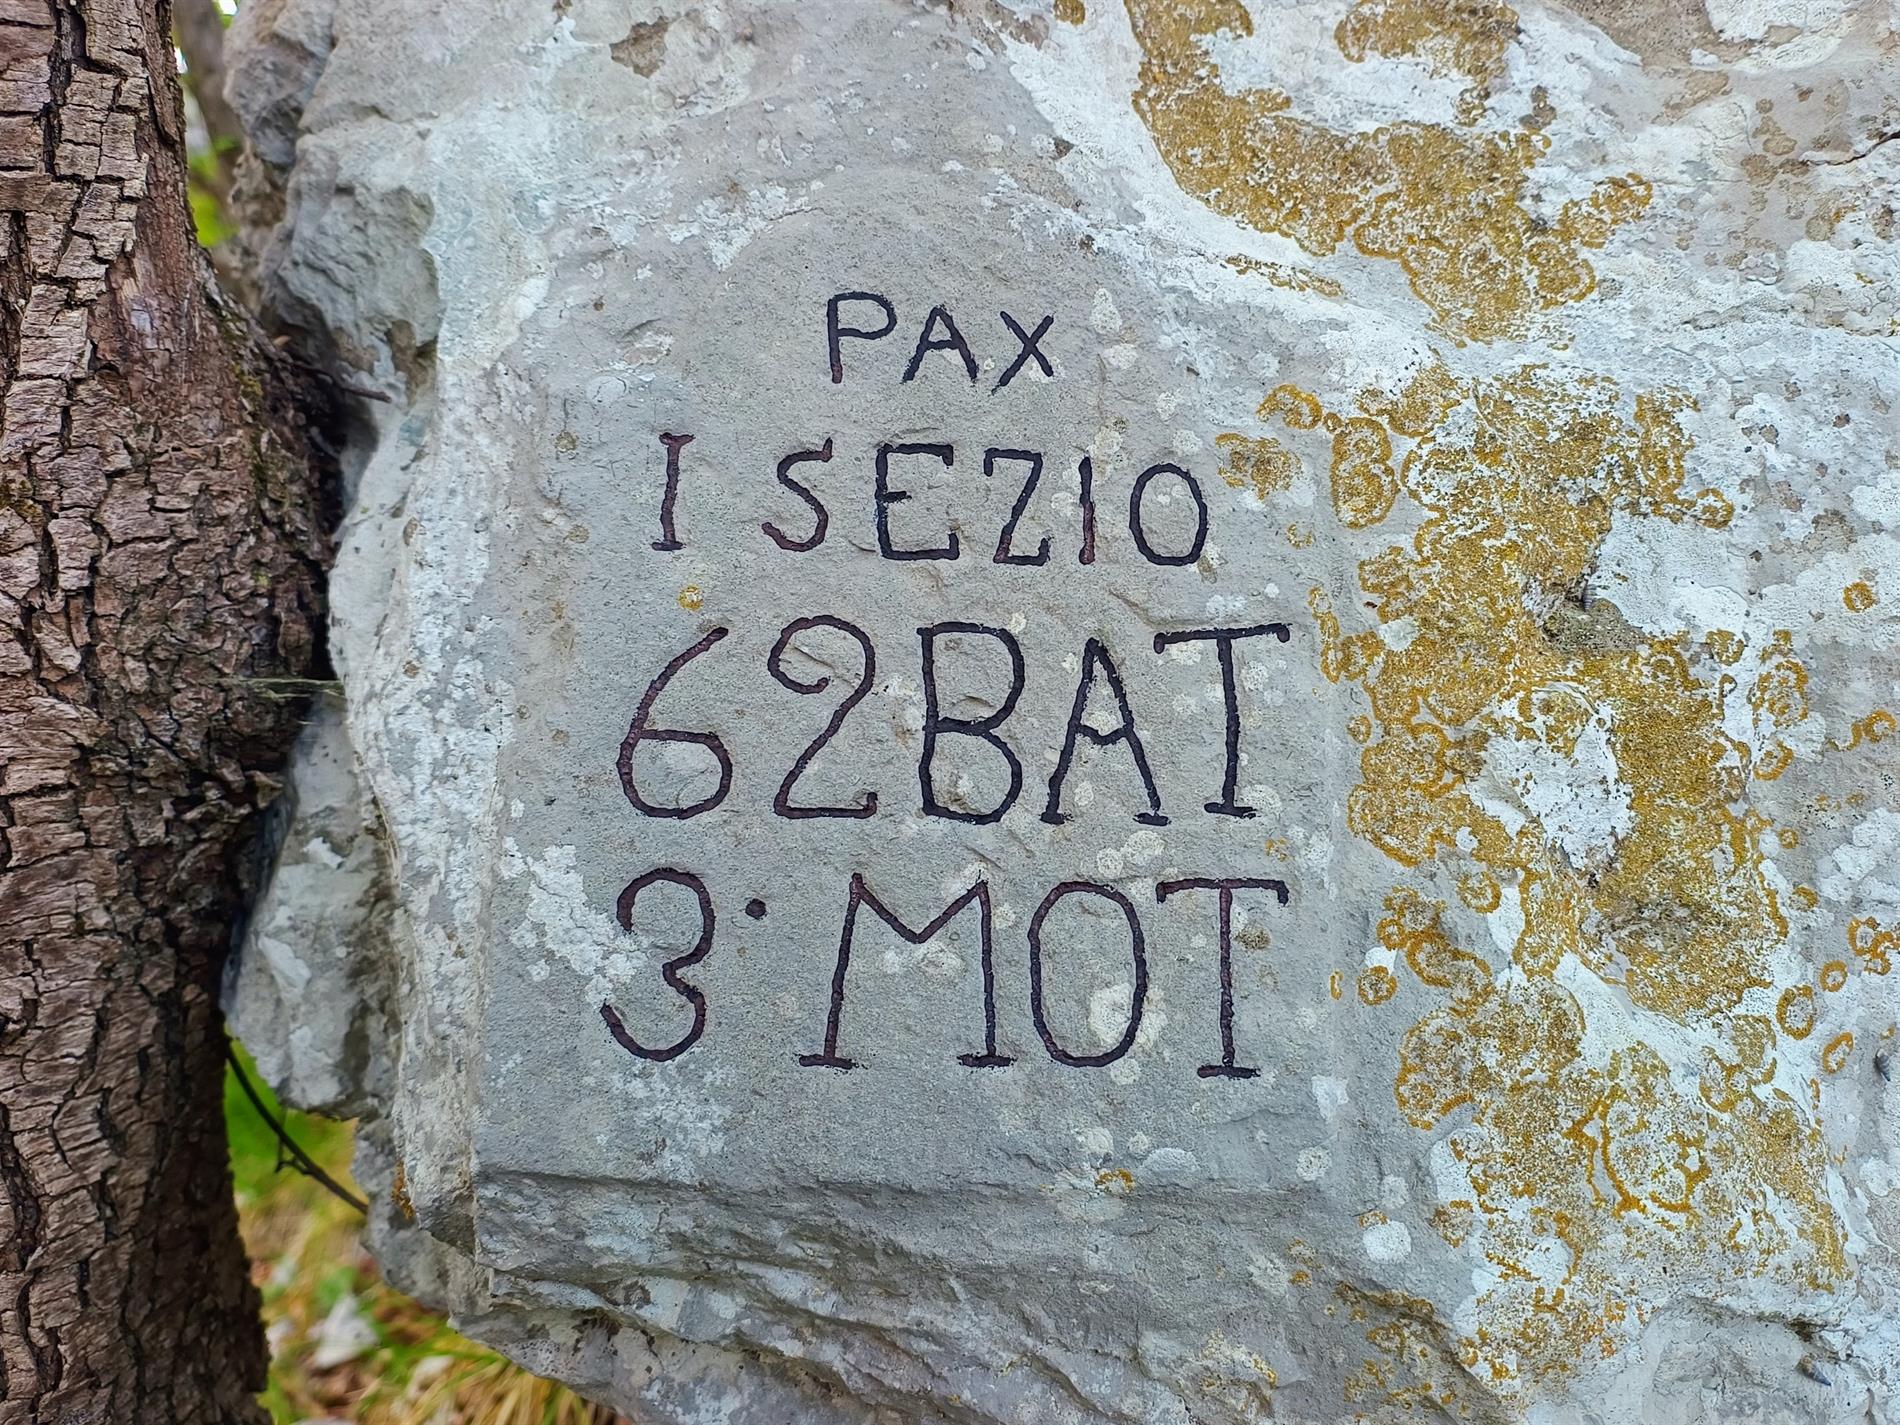 PAX
I SEZIO
62BAT
3·MOT